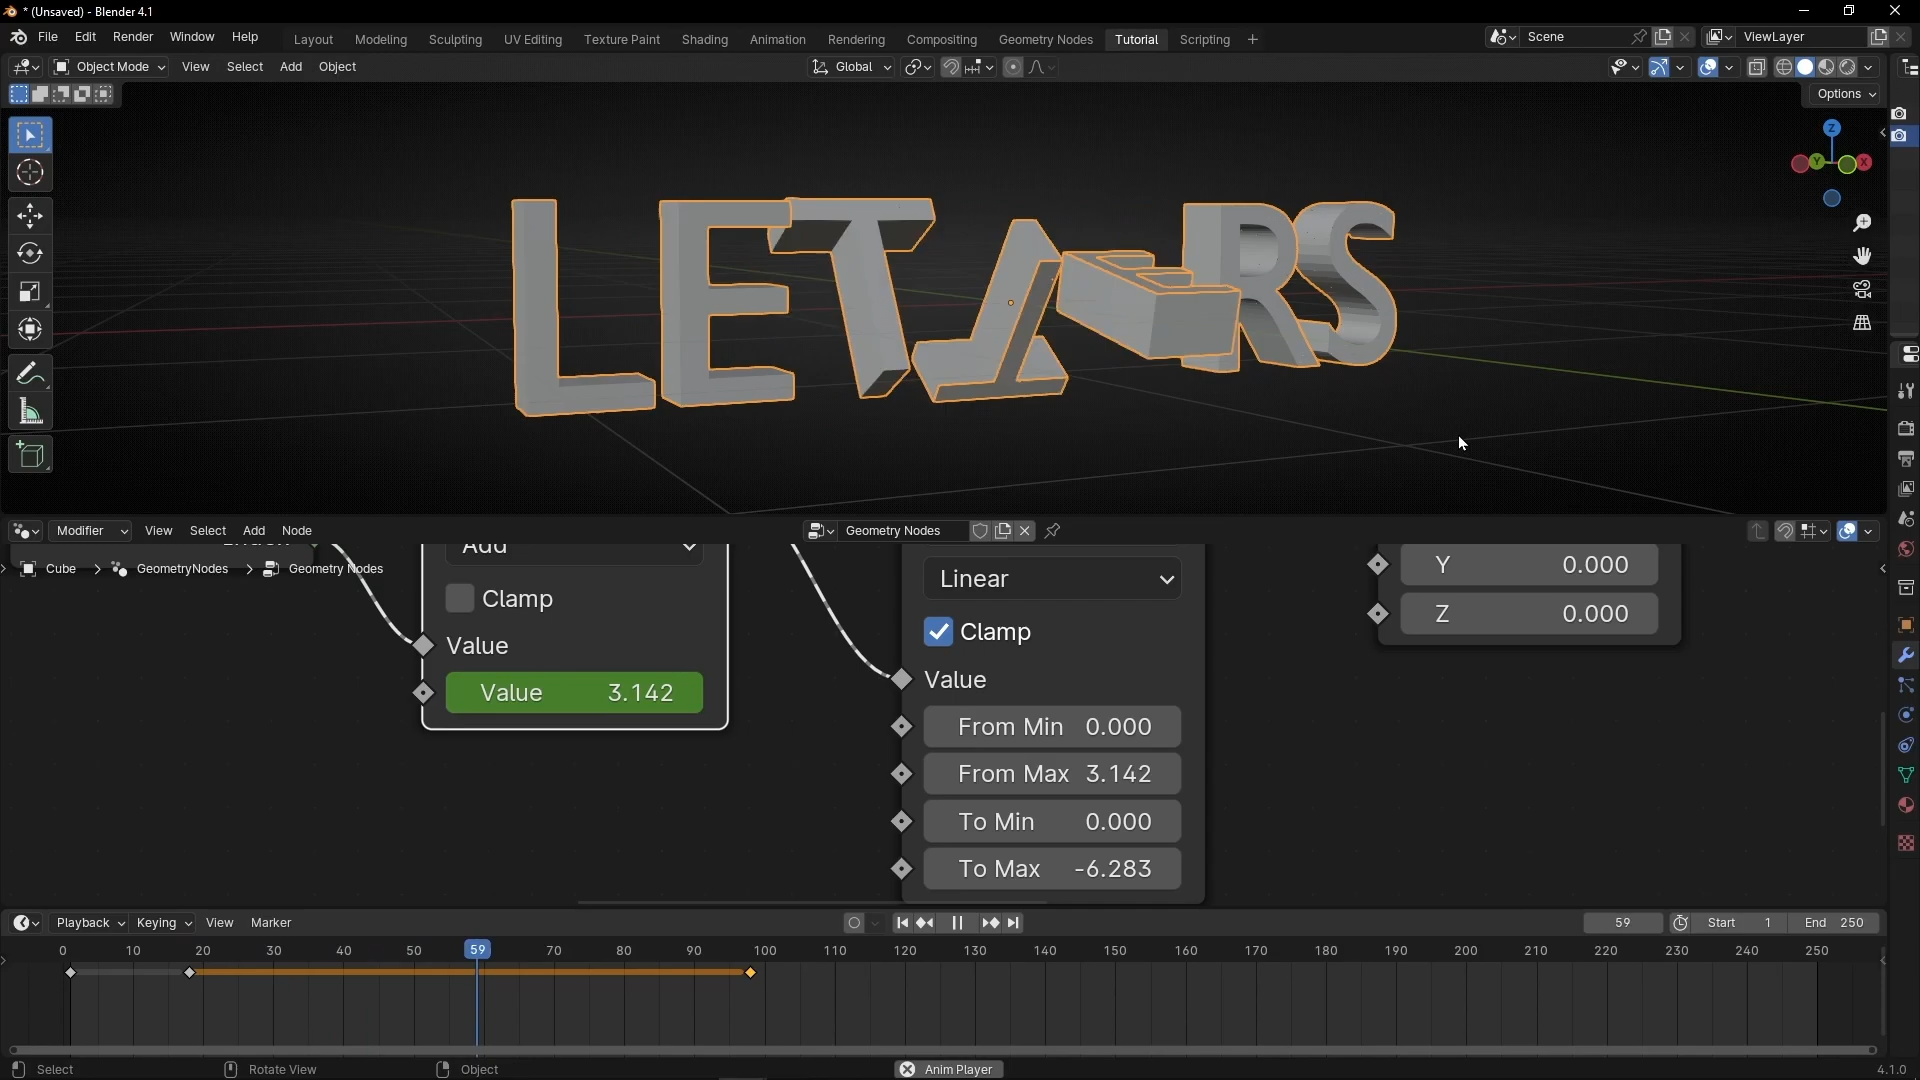 * (Unsaved) - Blender 4.1
File Edit Render Window Help Layout Modeling Sculpting UV Editing Texture Paint Shading Animation Rendering Compositing Geometry Nodes Tutorial Scripting + Scene ViewLayer
Object Mode View Select Add Object Global
Options
Z
Y X
LETTERS
Modifier View Select Add Node Geometry Nodes
Add
Cube > GeometryNodes > Geometry Nodes
Clamp
Value
Value 3.142
Linear
Clamp
Value
From Min 0.000
From Max 3.142
To Min 0.000
To Max -6.283
Y 0.000
Z 0.000
Playback Keying View Marker 59 Start 1 End 250
0 10 20 30 40 50 59 70 80 90 100 110 120 130 140 150 160 170 180 190 200 210 220 230 240 250
Select Rotate View Object Anim Player 4.1.0